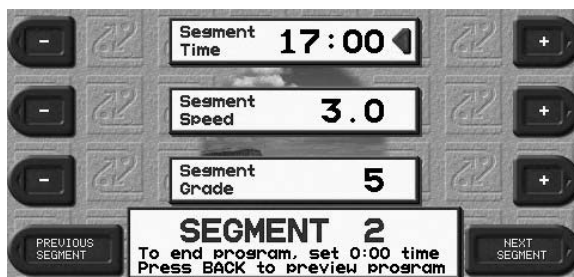 -
Segment
Time
17:00
+
-
Segment
Speed
3.0
+
-
Segment
Grade
5
+
PREVIOUS
SEGMENT
SEGMENT 2
To end program, set 0:00 time
Press BACK to preview program
NEXT
SEGMENT